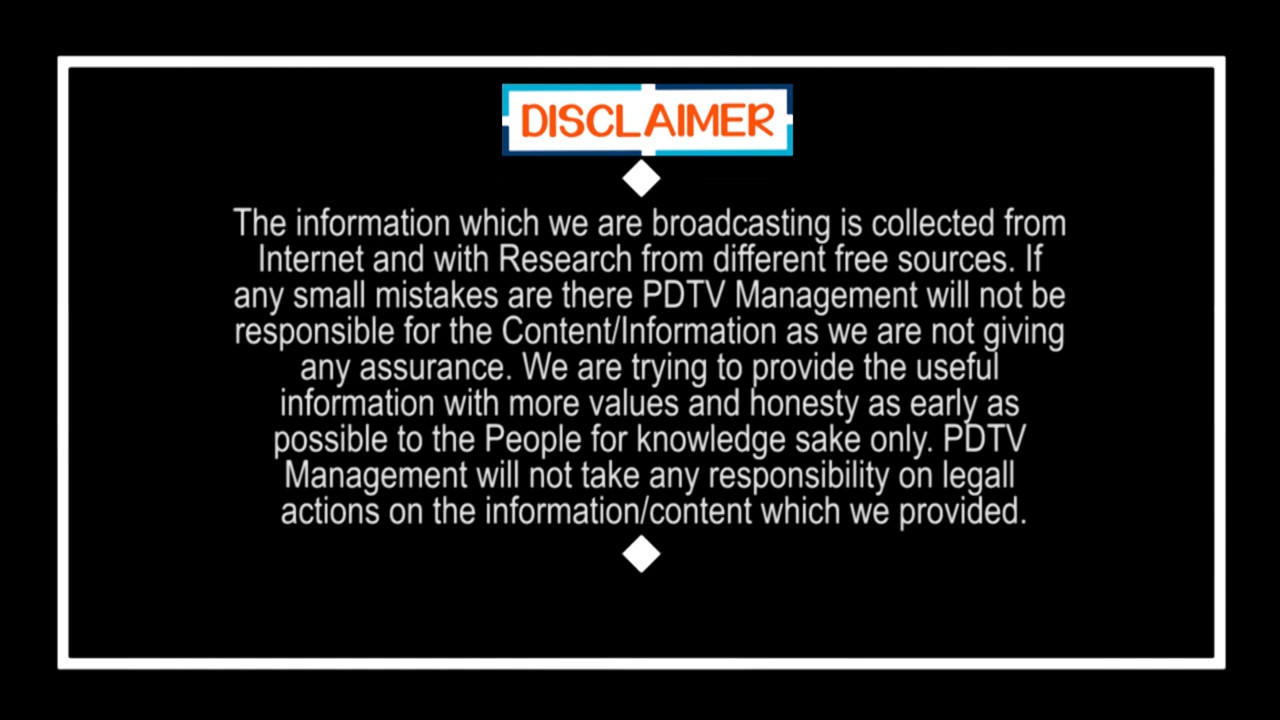 DISCLAIMER
The information which we are broadcasting is collected from
Internet and with Research from different free sources. If
any small mistakes are there PDTV Management will not be
responsible for the Content/Information as we are not giving
any assurance. We are trying to provide the useful
information with more values and honesty as early as
possible to the People for knowledge sake only. PDTV
Management will not take any responsibility on legall
actions on the information/content which we provided.